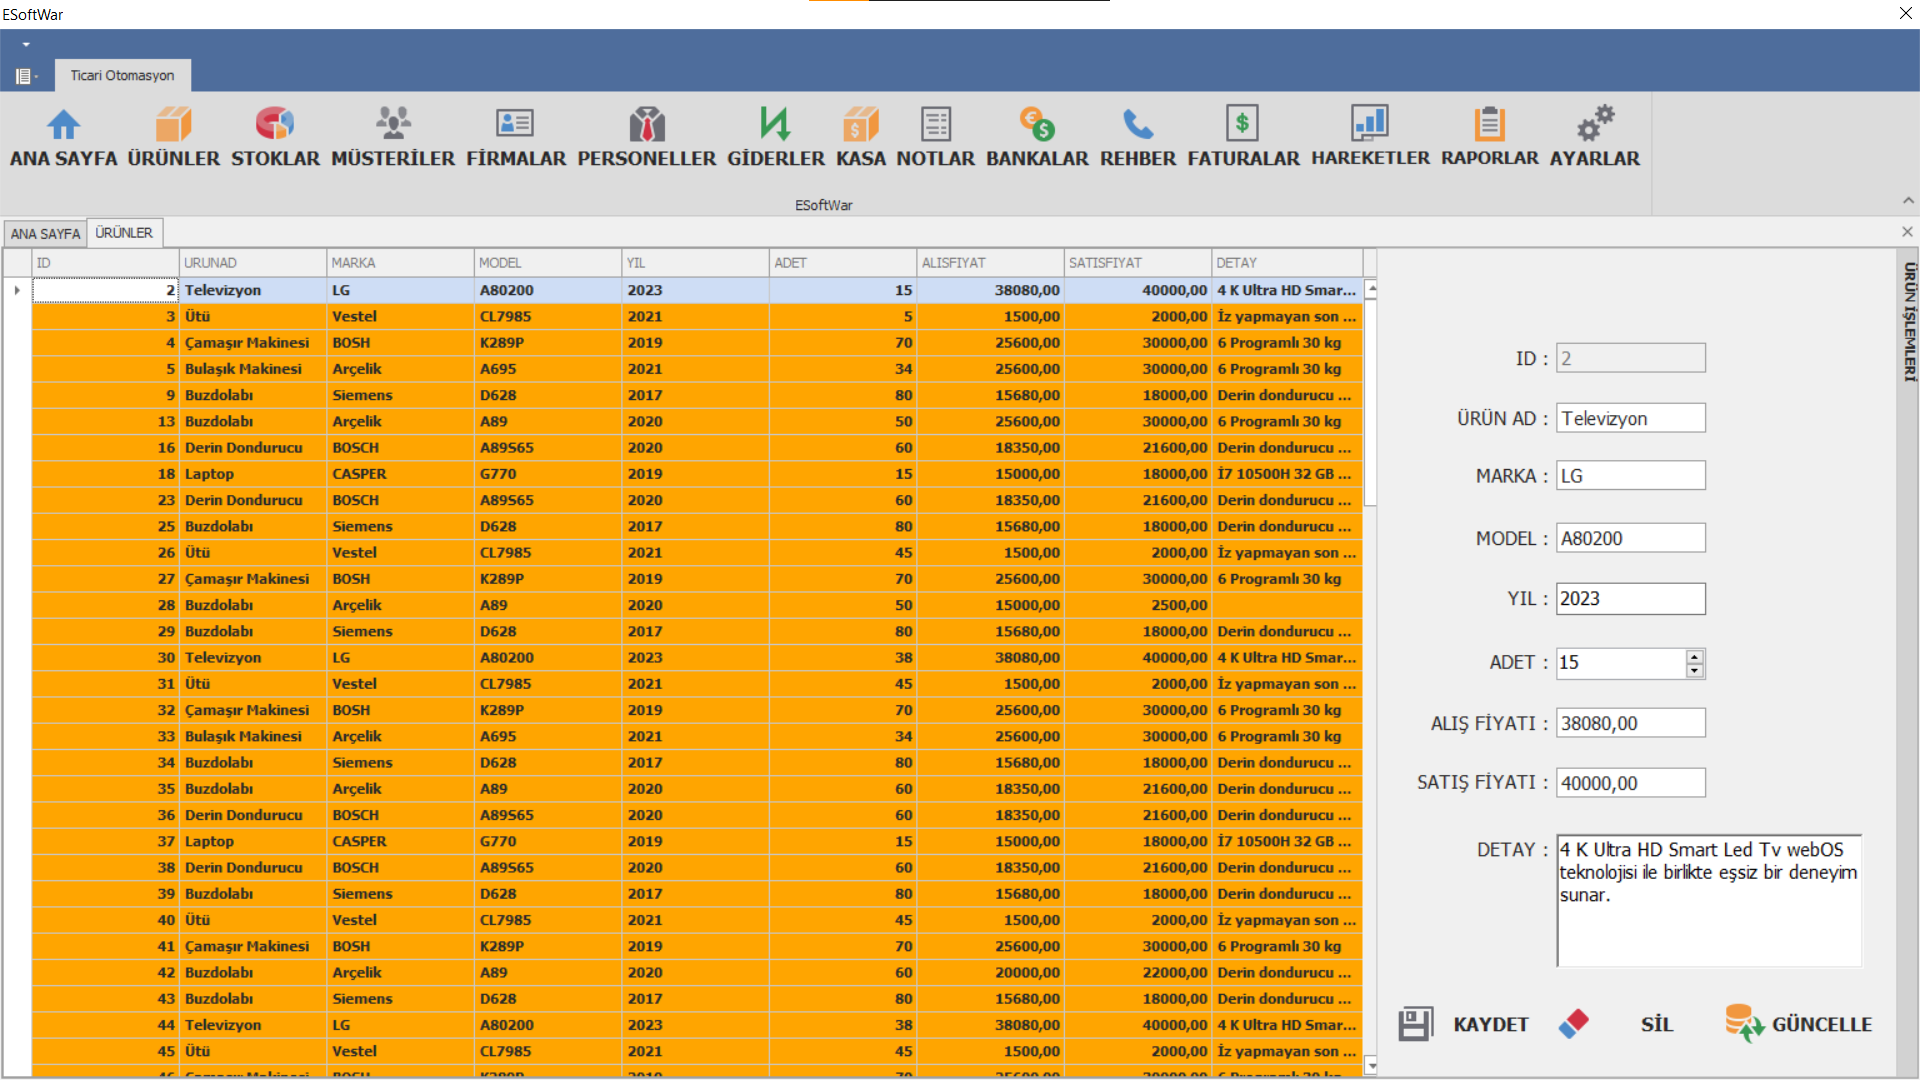 ESoftWar
Ticari Otomasyon
ANA SAYFA ÜRÜNLER STOKLAR MÜSTERİLER FİRMALAR PERSONELLER GİDERLER KASA NOTLAR BANKALAR REHBER FATURALAR HAREKETLER RAPORLAR AYARLAR
ESoftWar
ANA SAYFA ÜRÜNLER
ID URUNAD MARKA MODEL YIL ADET ALISFIYAT SATISFIYAT DETAY
2 Televizyon LG A80200 2023 15 38080,00 40000,00 4 K Ultra HD Smar...
3 Ütü Vestel CL7985 2021 5 1500,00 2000,00 İz yapmayan son ...
4 Çamaşır Makinesi BOSH K289P 2019 70 25600,00 30000,00 6 Programlı 30 kg
5 Bulaşık Makinesi Arçelik A695 2021 34 25600,00 30000,00 6 Programlı 30 kg
9 Buzdolabı Siemens D628 2017 80 15680,00 18000,00 Derin dondurucu ...
13 Buzdolabı Arçelik A89 2020 50 25600,00 30000,00 6 Programlı 30 kg
16 Derin Dondurucu BOSCH A89S65 2020 60 18350,00 21600,00 Derin dondurucu ...
18 Laptop CASPER G770 2019 15 15000,00 18000,00 İ7 10500H 32 GB ...
23 Derin Dondurucu BOSCH A89S65 2020 60 18350,00 21600,00 Derin dondurucu ...
25 Buzdolabı Siemens D628 2017 80 15680,00 18000,00 Derin dondurucu ...
26 Ütü Vestel CL7985 2021 45 1500,00 2000,00 İz yapmayan son ...
27 Çamaşır Makinesi BOSH K289P 2019 70 25600,00 30000,00 6 Programlı 30 kg
28 Buzdolabı Arçelik A89 2020 50 15000,00 2500,00
29 Buzdolabı Siemens D628 2017 80 15680,00 18000,00 Derin dondurucu ...
30 Televizyon LG A80200 2023 38 38080,00 40000,00 4 K Ultra HD Smar...
31 Ütü Vestel CL7985 2021 45 1500,00 2000,00 İz yapmayan son ...
32 Çamaşır Makinesi BOSH K289P 2019 70 25600,00 30000,00 6 Programlı 30 kg
33 Bulaşık Makinesi Arçelik A695 2021 34 25600,00 30000,00 6 Programlı 30 kg
34 Buzdolabı Siemens D628 2017 80 15680,00 18000,00 Derin dondurucu ...
35 Buzdolabı Arçelik A89 2020 60 18350,00 21600,00 Derin dondurucu ...
36 Derin Dondurucu BOSCH A89S65 2020 60 18350,00 21600,00 Derin dondurucu ...
37 Laptop CASPER G770 2019 15 15000,00 18000,00 İ7 10500H 32 GB ...
38 Derin Dondurucu BOSCH A89S65 2020 60 18350,00 21600,00 Derin dondurucu ...
39 Buzdolabı Siemens D628 2017 80 15680,00 18000,00 Derin dondurucu ...
40 Ütü Vestel CL7985 2021 45 1500,00 2000,00 İz yapmayan son ...
41 Çamaşır Makinesi BOSH K289P 2019 70 25600,00 30000,00 6 Programlı 30 kg
42 Buzdolabı Arçelik A89 2020 60 20000,00 22000,00 Derin dondurucu ...
43 Buzdolabı Siemens D628 2017 80 15680,00 18000,00 Derin dondurucu ...
44 Televizyon LG A80200 2023 38 38080,00 40000,00 4 K Ultra HD Smar...
45 Ütü Vestel CL7985 2021 45 1500,00 2000,00 İz yapmayan son ...
ÜRÜN İŞLEMLERİ
ID : 2
ÜRÜN AD : Televizyon
MARKA : LG
MODEL : A80200
YIL : 2023
ADET : 15
ALIŞ FİYATI : 38080,00
SATIŞ FİYATI : 40000,00
DETAY : 4 K Ultra HD Smart Led Tv webOS
teknolojisi ile birlikte eşsiz bir deneyim
sunar.
KAYDET SİL GÜNCELLE